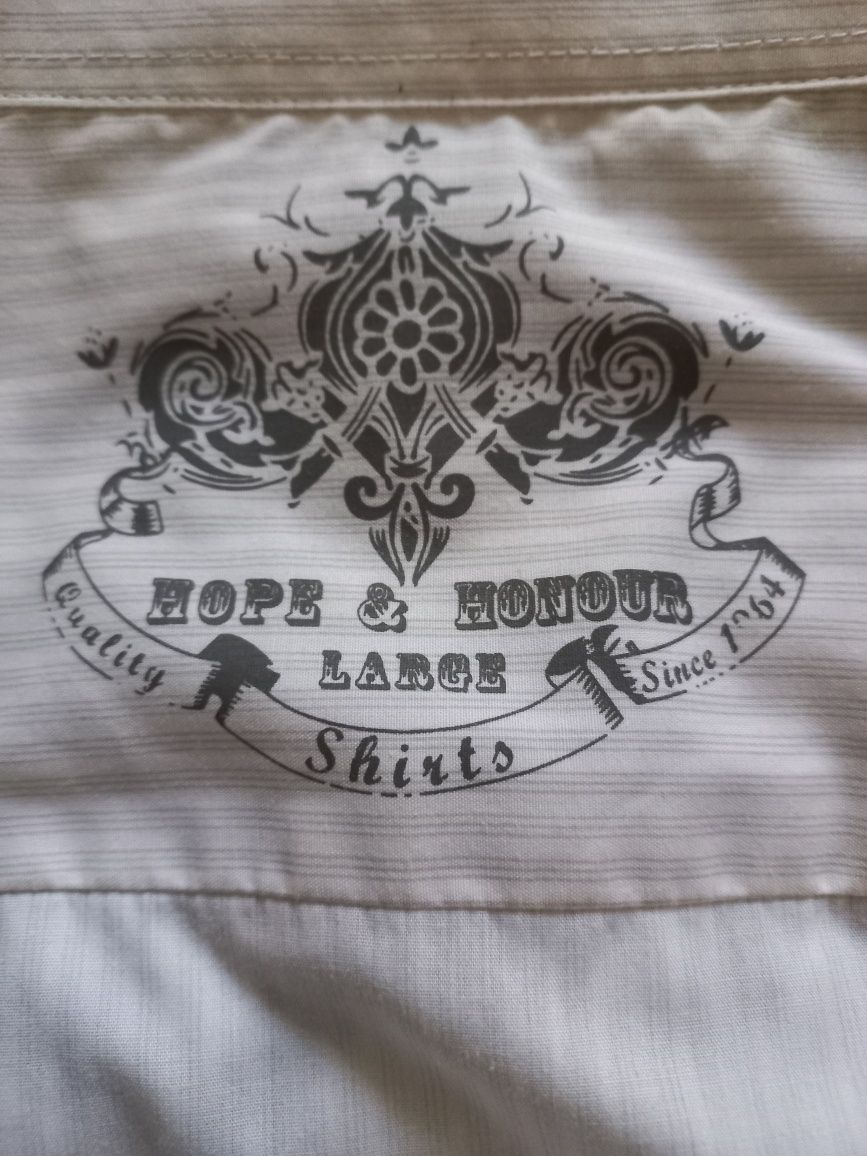 HOPE & HONOUR
LARGE
Quality
Shirts
Since 1964